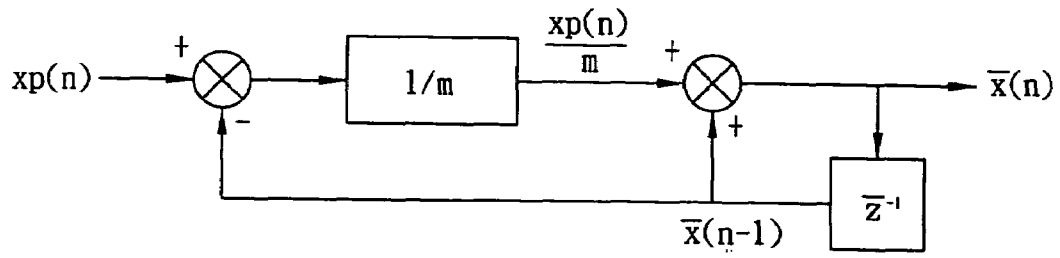 xp(n)
+
-
1/m
xp(n)
m
+
+
x̅(n)
z̅⁻¹
x̅(n-1)